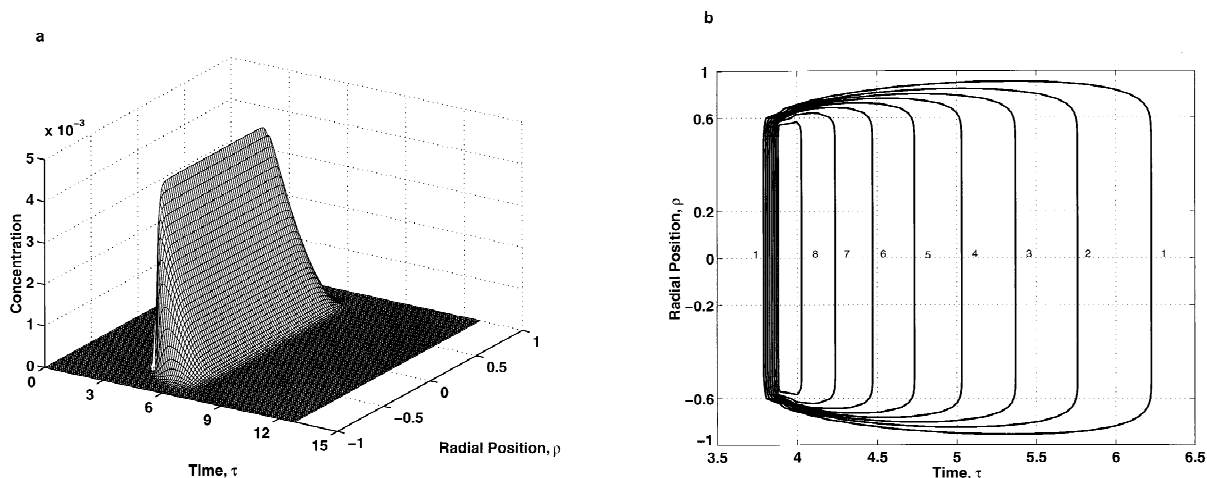 a
x 10⁻³
5
4
3
2
1
0
Concentration
0
3
6
9
12
15
Time, τ
−1
−0.5
0
0.5
1
Radial Position, ρ
b
1
0.6
0.2
0
−0.2
−0.6
−1
Radial Position, ρ
1 8 7 6 5 4 3 2 1
3.5 4 4.5 5 5.5 6 6.5
Time, τ